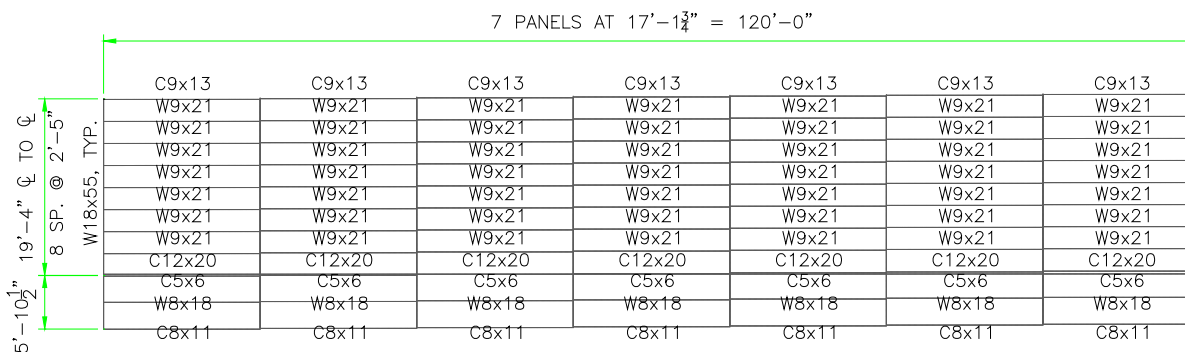 7 PANELS AT 17'-1¾" = 120'-0"
C9x13 C9x13 C9x13 C9x13 C9x13 C9x13 C9x13
W9x21 W9x21 W9x21 W9x21 W9x21 W9x21 W9x21
W9x21 W9x21 W9x21 W9x21 W9x21 W9x21 W9x21
W9x21 W9x21 W9x21 W9x21 W9x21 W9x21 W9x21
W9x21 W9x21 W9x21 W9x21 W9x21 W9x21 W9x21
W9x21 W9x21 W9x21 W9x21 W9x21 W9x21 W9x21
W9x21 W9x21 W9x21 W9x21 W9x21 W9x21 W9x21
W9x21 W9x21 W9x21 W9x21 W9x21 W9x21 W9x21
C12x20 C12x20 C12x20 C12x20 C12x20 C12x20 C12x20
C5x6 C5x6 C5x6 C5x6 C5x6 C5x6 C5x6
W8x18 W8x18 W8x18 W8x18 W8x18 W8x18 W8x18
C8x11 C8x11 C8x11 C8x11 C8x11 C8x11 C8x11
19'-4" ℄ TO ℄
8 SP. @ 2'-5"
W18x55, TYP.
5'-10½"